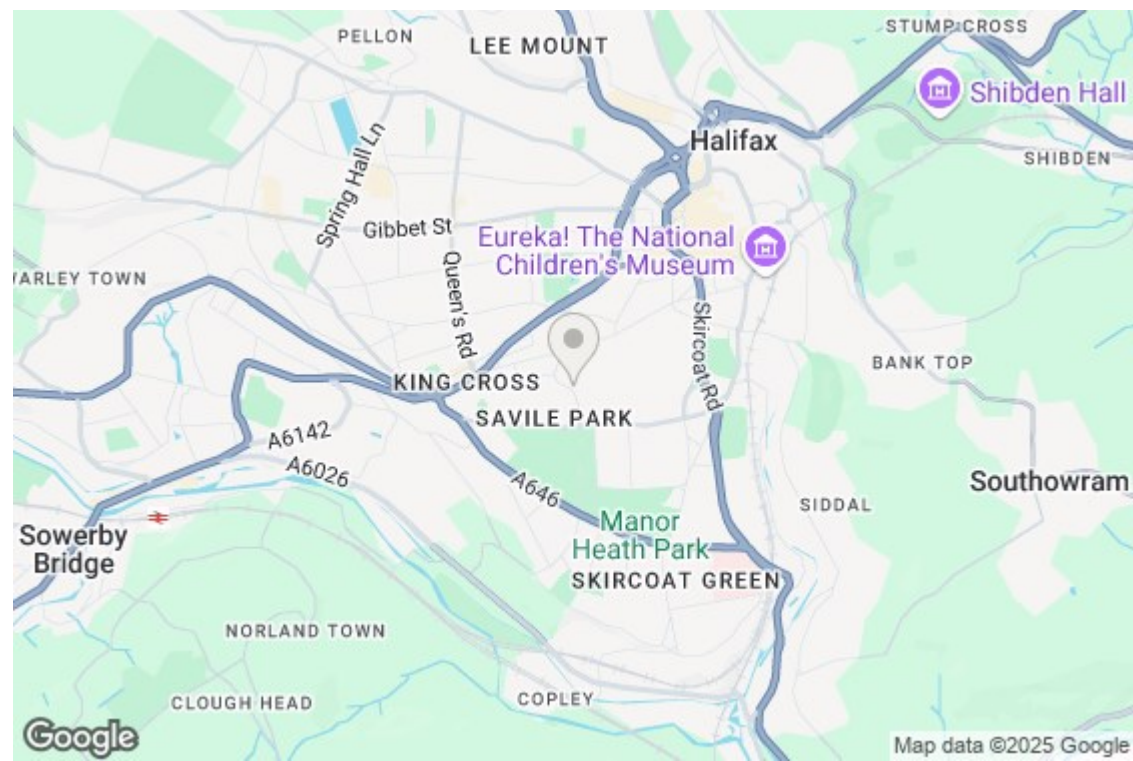 PELLON
LEE MOUNT
STUMP CROSS
Shibden Hall
Halifax
SHIBDEN
Spring Hall Ln
Gibbet St
Eureka! The National
Children's Museum
ARLEY TOWN
Queen's Rd
Skircoat Rd
BANK TOP
KING CROSS
SAVILE PARK
A6142
A6026
A646
Southowram
SIDDAL
Manor
Heath Park
Sowerby
Bridge
SKIRCOAT GREEN
NORLAND TOWN
COPLEY
CLOUGH HEAD
Google
Map data ©2025 Google